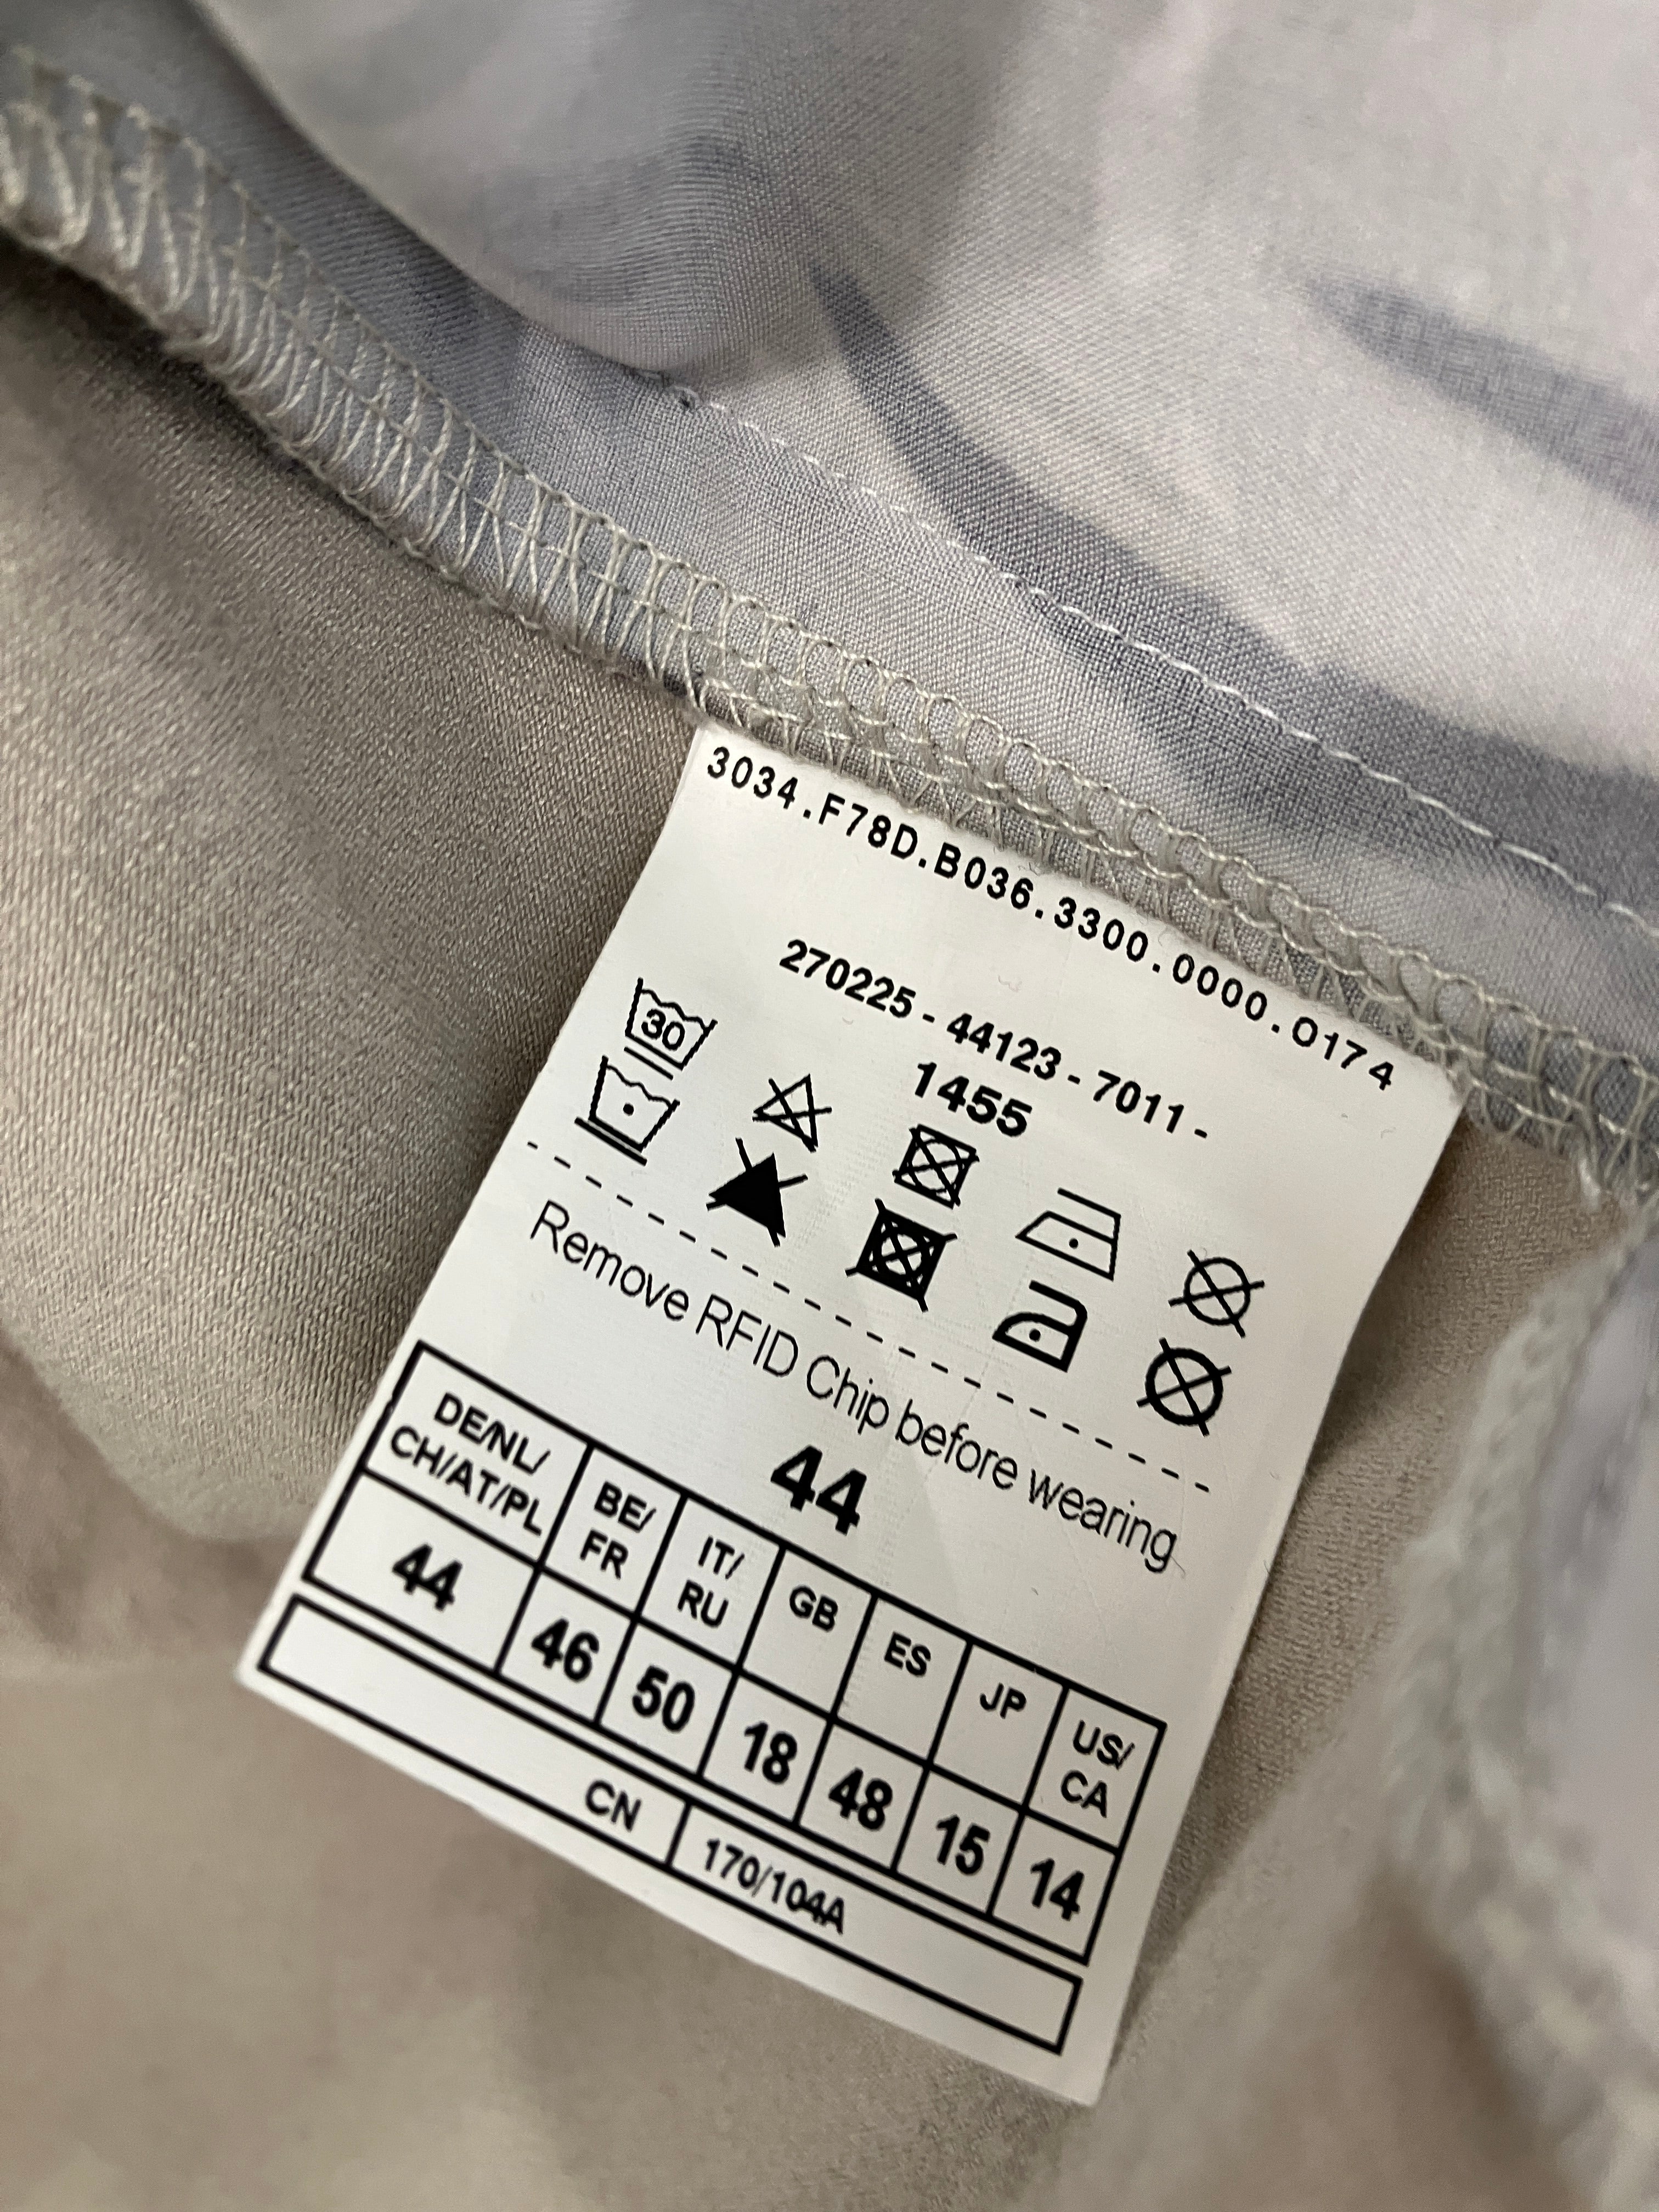 3034.F78D.B036.3300.0000.0174
270225 - 44123 - 7011 -
1455
30
Remove RFID Chip before wearing
44
DE/NL/ CH/AT/PL BE/ FR IT/ RU GB ES JP US/ CA
44 46 50 18 48 15 14
CN 170/104A